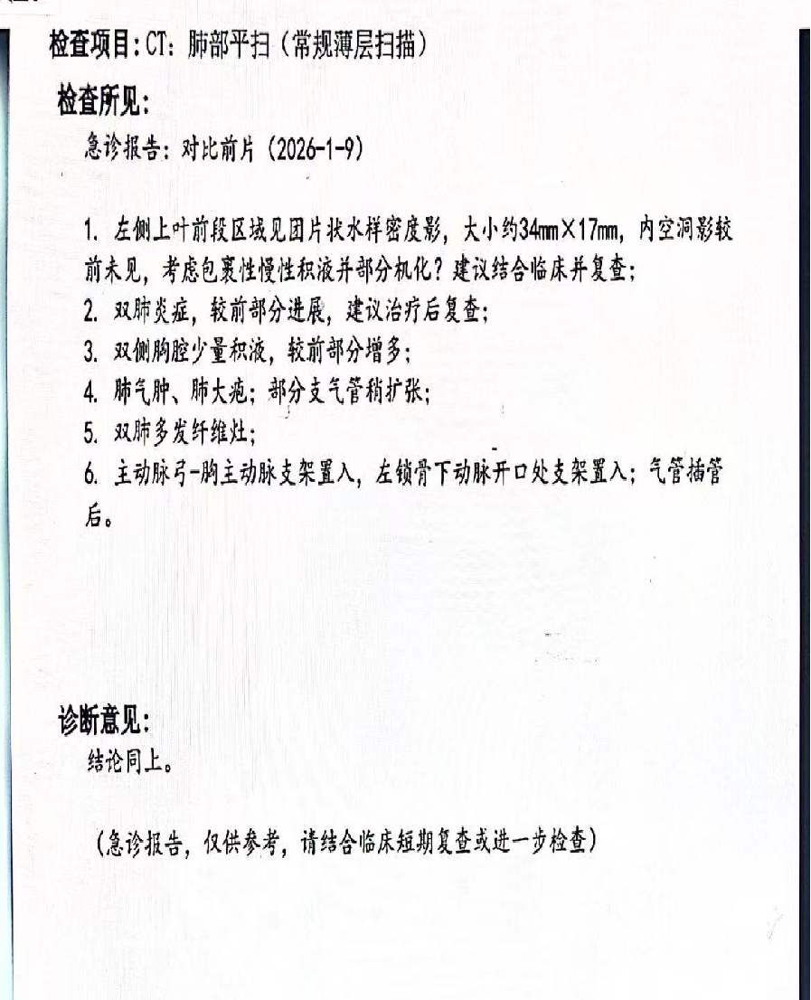 检查项目:CT: 肺部平扫（常规薄层扫描）
检查所见:
急诊报告: 对比前片（2026-1-9）
1. 左侧上叶前段区域见团片状水样密度影，大小约34mm×17mm，内空洞影较
前未见，考虑包裹性慢性积液并部分机化？建议结合临床并复查；
2. 双肺炎症，较前部分进展，建议治疗后复查；
3. 双侧胸腔少量积液，较前部分增多；
4. 肺气肿、肺大疱；部分支气管稍扩张；
5. 双肺多发纤维灶；
6. 主动脉弓-胸主动脉支架置入，左锁骨下动脉开口处支架置入；气管插管
后。
诊断意见:
结论同上。
（急诊报告，仅供参考，请结合临床短期复查或进一步检查）